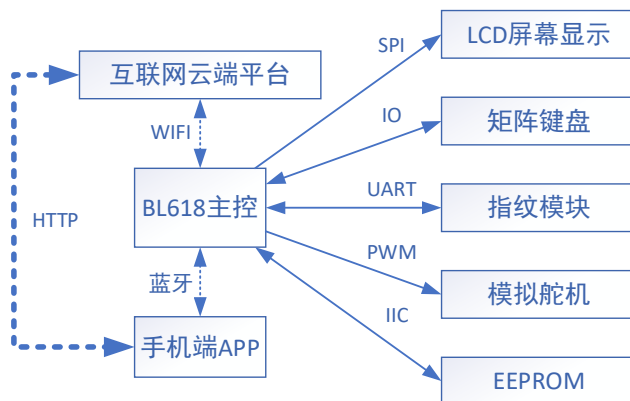 SPI
LCD屏幕显示
互联网云端平台
IO
矩阵键盘
WIFI
BL618主控
UART
指纹模块
HTTP
PWM
蓝牙
模拟舵机
IIC
手机端APP
EEPROM